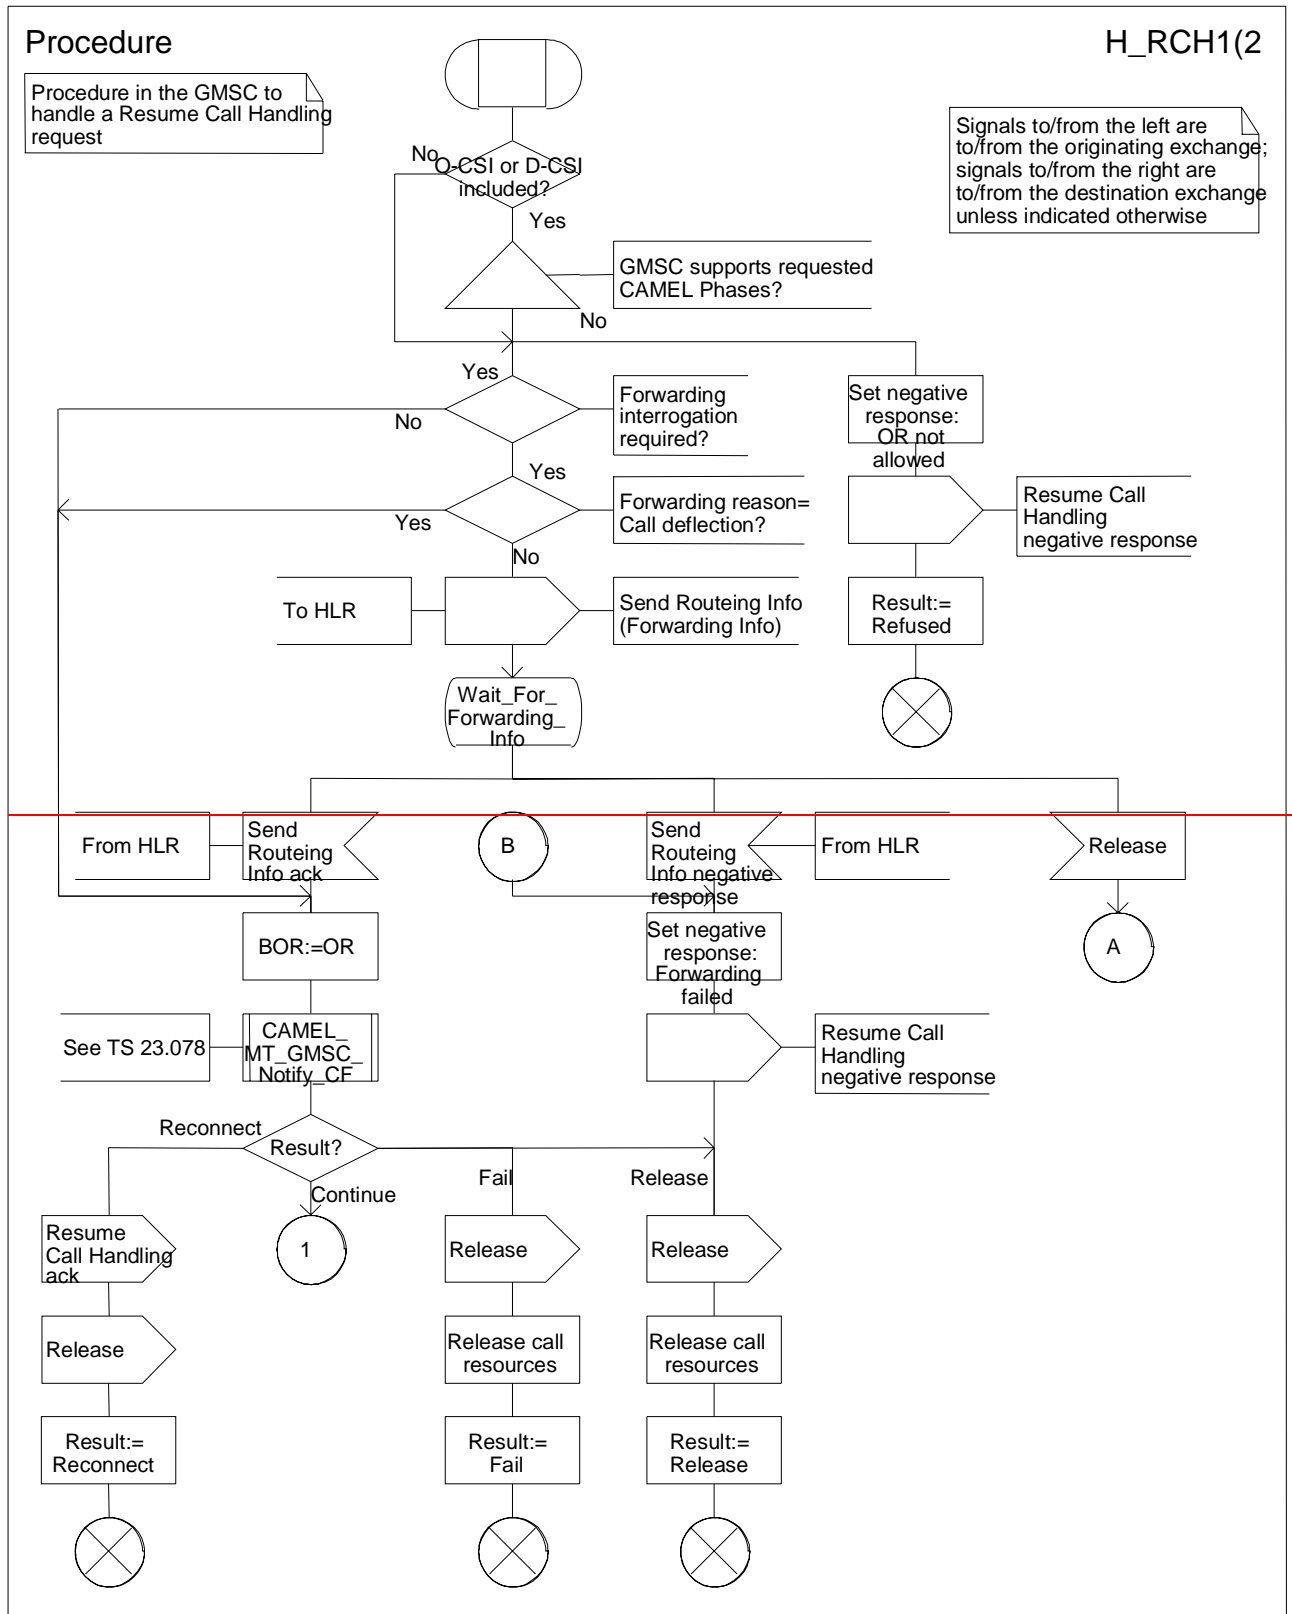 Procedure
H_RCH1(2
Procedure in the GMSC to
handle a Resume Call Handling
request
Signals to/from the left are
to/from the originating exchange;
signals to/from the right are
to/from the destination exchange
unless indicated otherwise
No
O-CSI or D-CSI
included?
Yes
GMSC supports requested
CAMEL Phases?
No
Yes
Forwarding
interrogation
required?
No
Set negative
response:
OR not
allowed
Yes
Forwarding reason=
Call deflection?
Yes
No
Resume Call
Handling
negative response
To HLR
Send Routeing Info
(Forwarding Info)
Result:=
Refused
Wait_For_
Forwarding_
Info
From HLR
Send
Routeing
Info ack
B
Send
Routeing
Info negative
response
From HLR
Release
BOR:=OR
Set negative
response:
Forwarding
failed
A
See TS 23.078
CAMEL_
MT_GMSC_
Notify_CF
Resume Call
Handling
negative response
Reconnect
Result?
Fail
Release
Continue
Resume
Call Handling
ack
1
Release
Release
Release
Release call
resources
Release call
resources
Result:=
Reconnect
Result:=
Fail
Result:=
Release